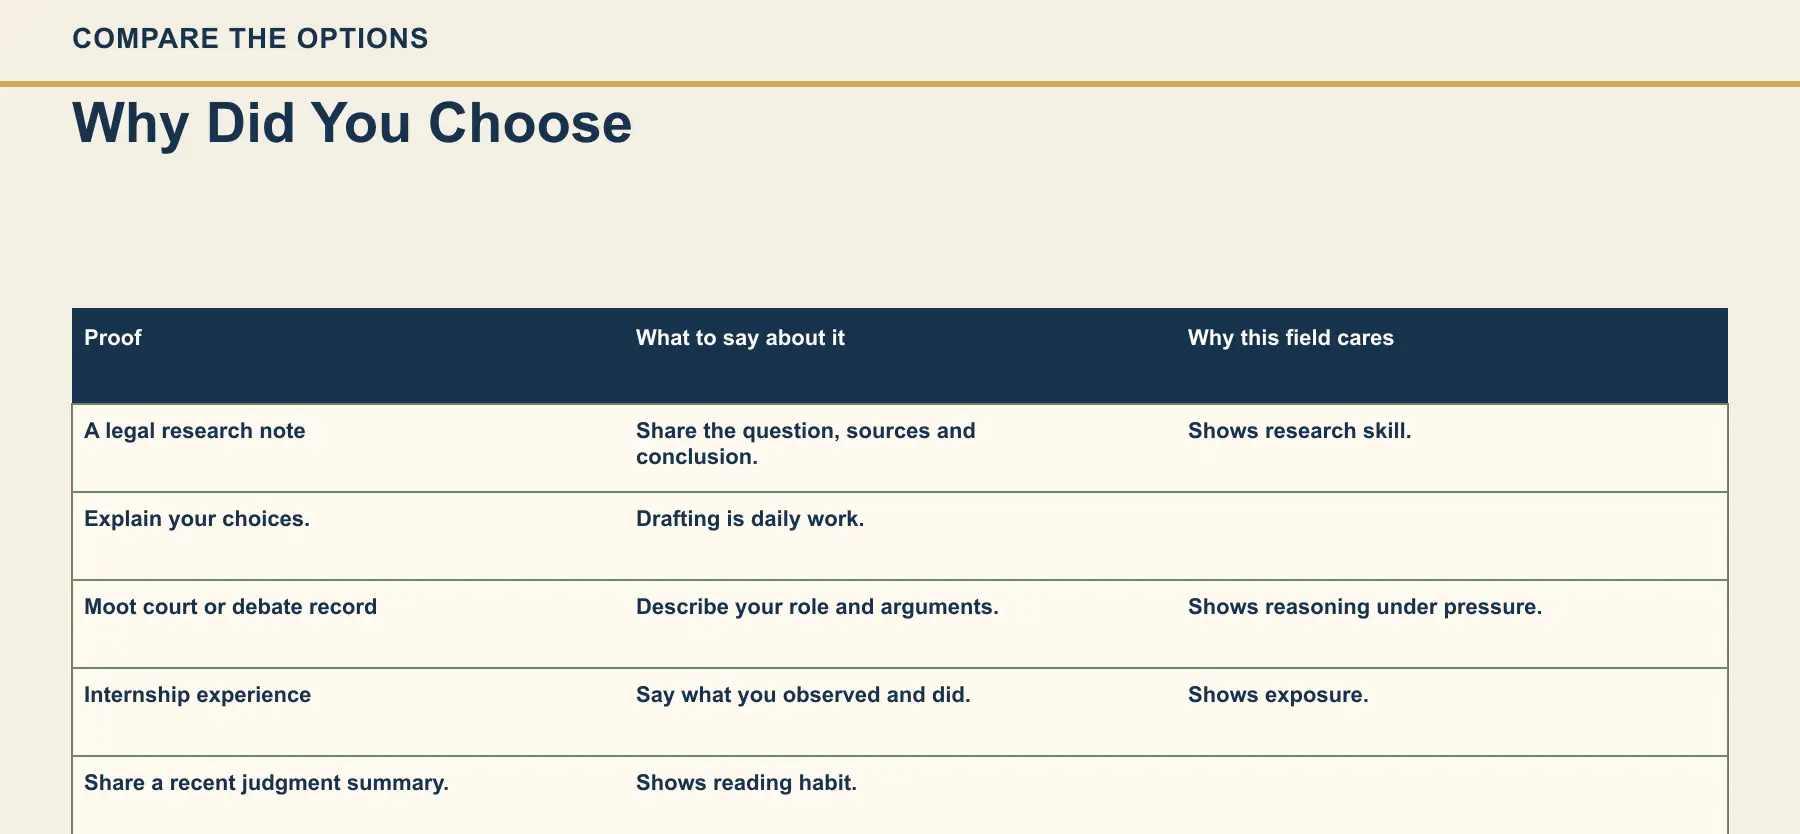 COMPARE THE OPTIONS
Why Did You Choose
Proof
What to say about it
Why this field cares
A legal research note
Share the question, sources and
conclusion.
Shows research skill.
Explain your choices.
Drafting is daily work.
Moot court or debate record
Describe your role and arguments.
Shows reasoning under pressure.
Internship experience
Say what you observed and did.
Shows exposure.
Share a recent judgment summary.
Shows reading habit.